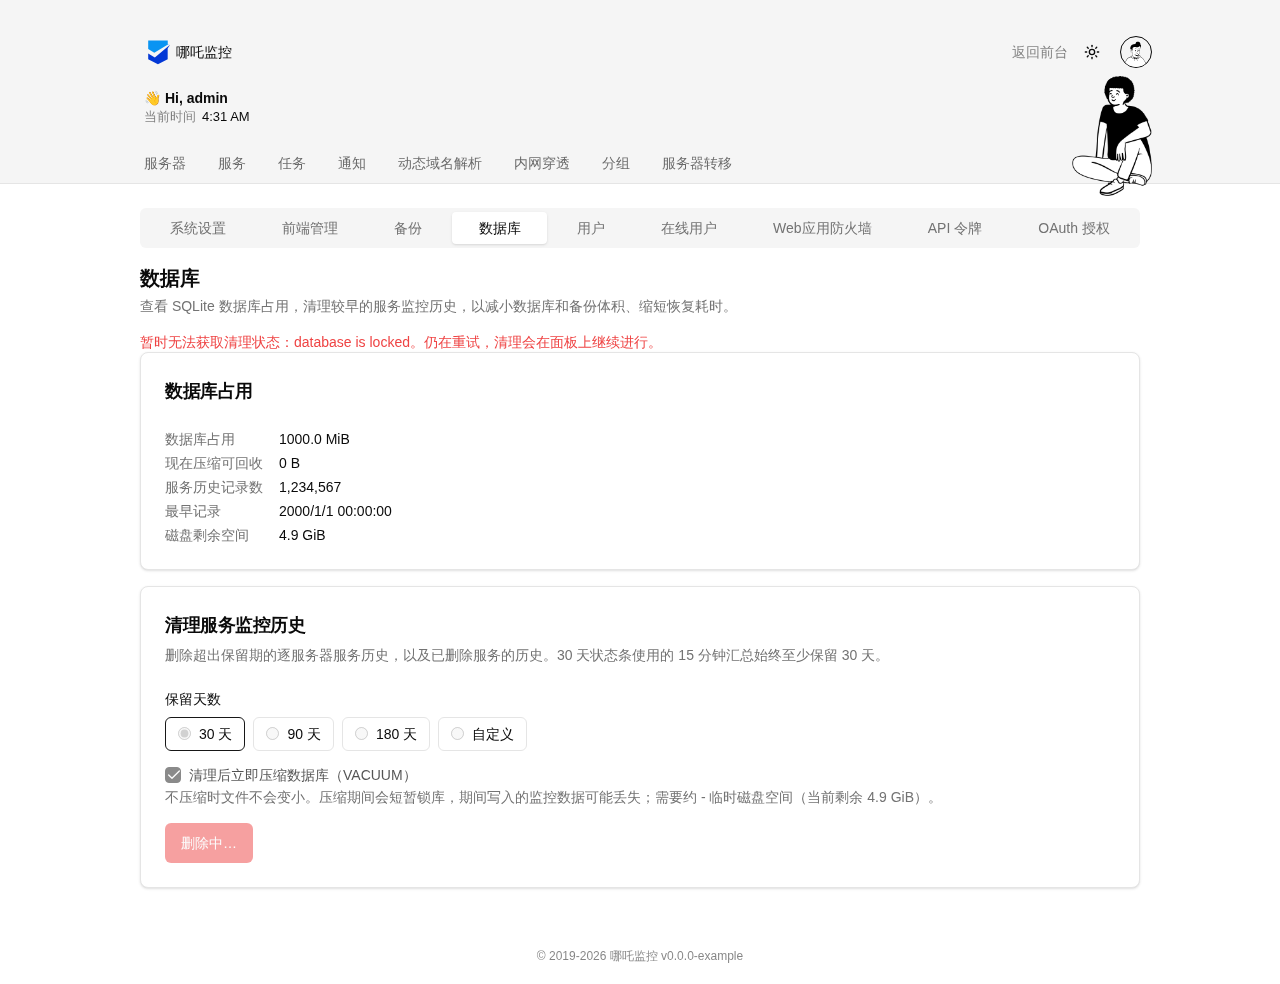 哪吒监控
返回前台
👋 Hi, admin
当前时间 4:31 AM
服务器 服务 任务 通知 动态域名解析 内网穿透 分组 服务器转移
系统设置 前端管理 备份 数据库 用户 在线用户 Web应用防火墙 API 令牌 OAuth 授权
数据库
查看 SQLite 数据库占用，清理较早的服务监控历史，以减小数据库和备份体积、缩短恢复耗时。
暂时无法获取清理状态：database is locked。仍在重试，清理会在面板上继续进行。
数据库占用
数据库占用 1000.0 MiB
现在压缩可回收 0 B
服务历史记录数 1,234,567
最早记录 2000/1/1 00:00:00
磁盘剩余空间 4.9 GiB
清理服务监控历史
删除超出保留期的逐服务器服务历史，以及已删除服务的历史。30 天状态条使用的 15 分钟汇总始终至少保留 30 天。
保留天数
30 天 90 天 180 天 自定义
清理后立即压缩数据库（VACUUM）
不压缩时文件不会变小。压缩期间会短暂锁库，期间写入的监控数据可能丢失；需要约 - 临时磁盘空间（当前剩余 4.9 GiB）。
删除中…
© 2019-2026 哪吒监控 v0.0.0-example